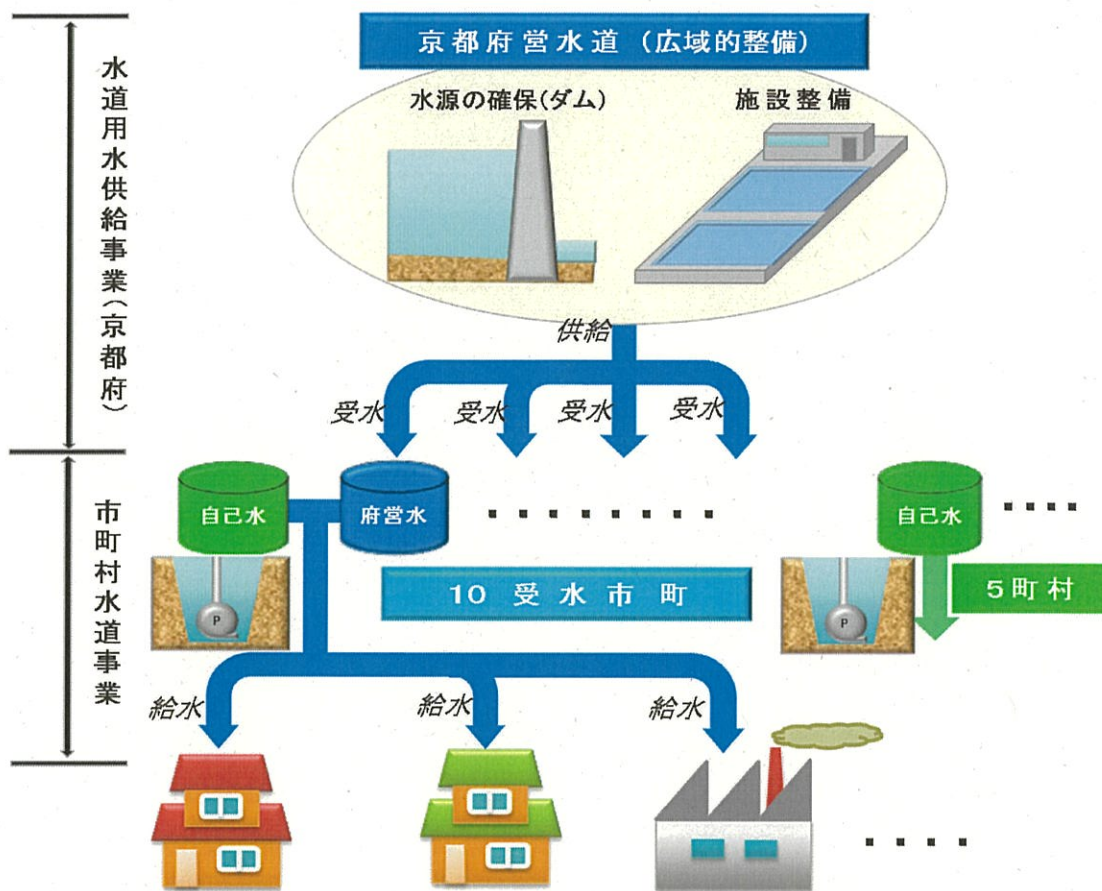 京都府営水道（広域的整備）
水源の確保(ダム)
施設整備
水道用水供給事業（京都府）
供給
受水
受水
受水
受水
市町村水道事業
自己水
府営水
自己水
P
10 受水市町
P
5町村
給水
給水
給水